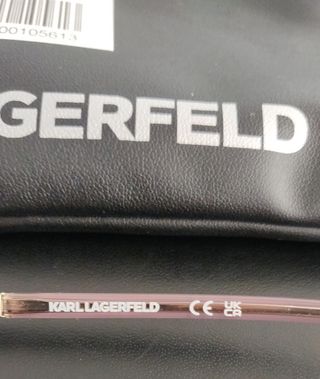 00105613
GERFELD
KARL LAGERFELD CE UK
CA